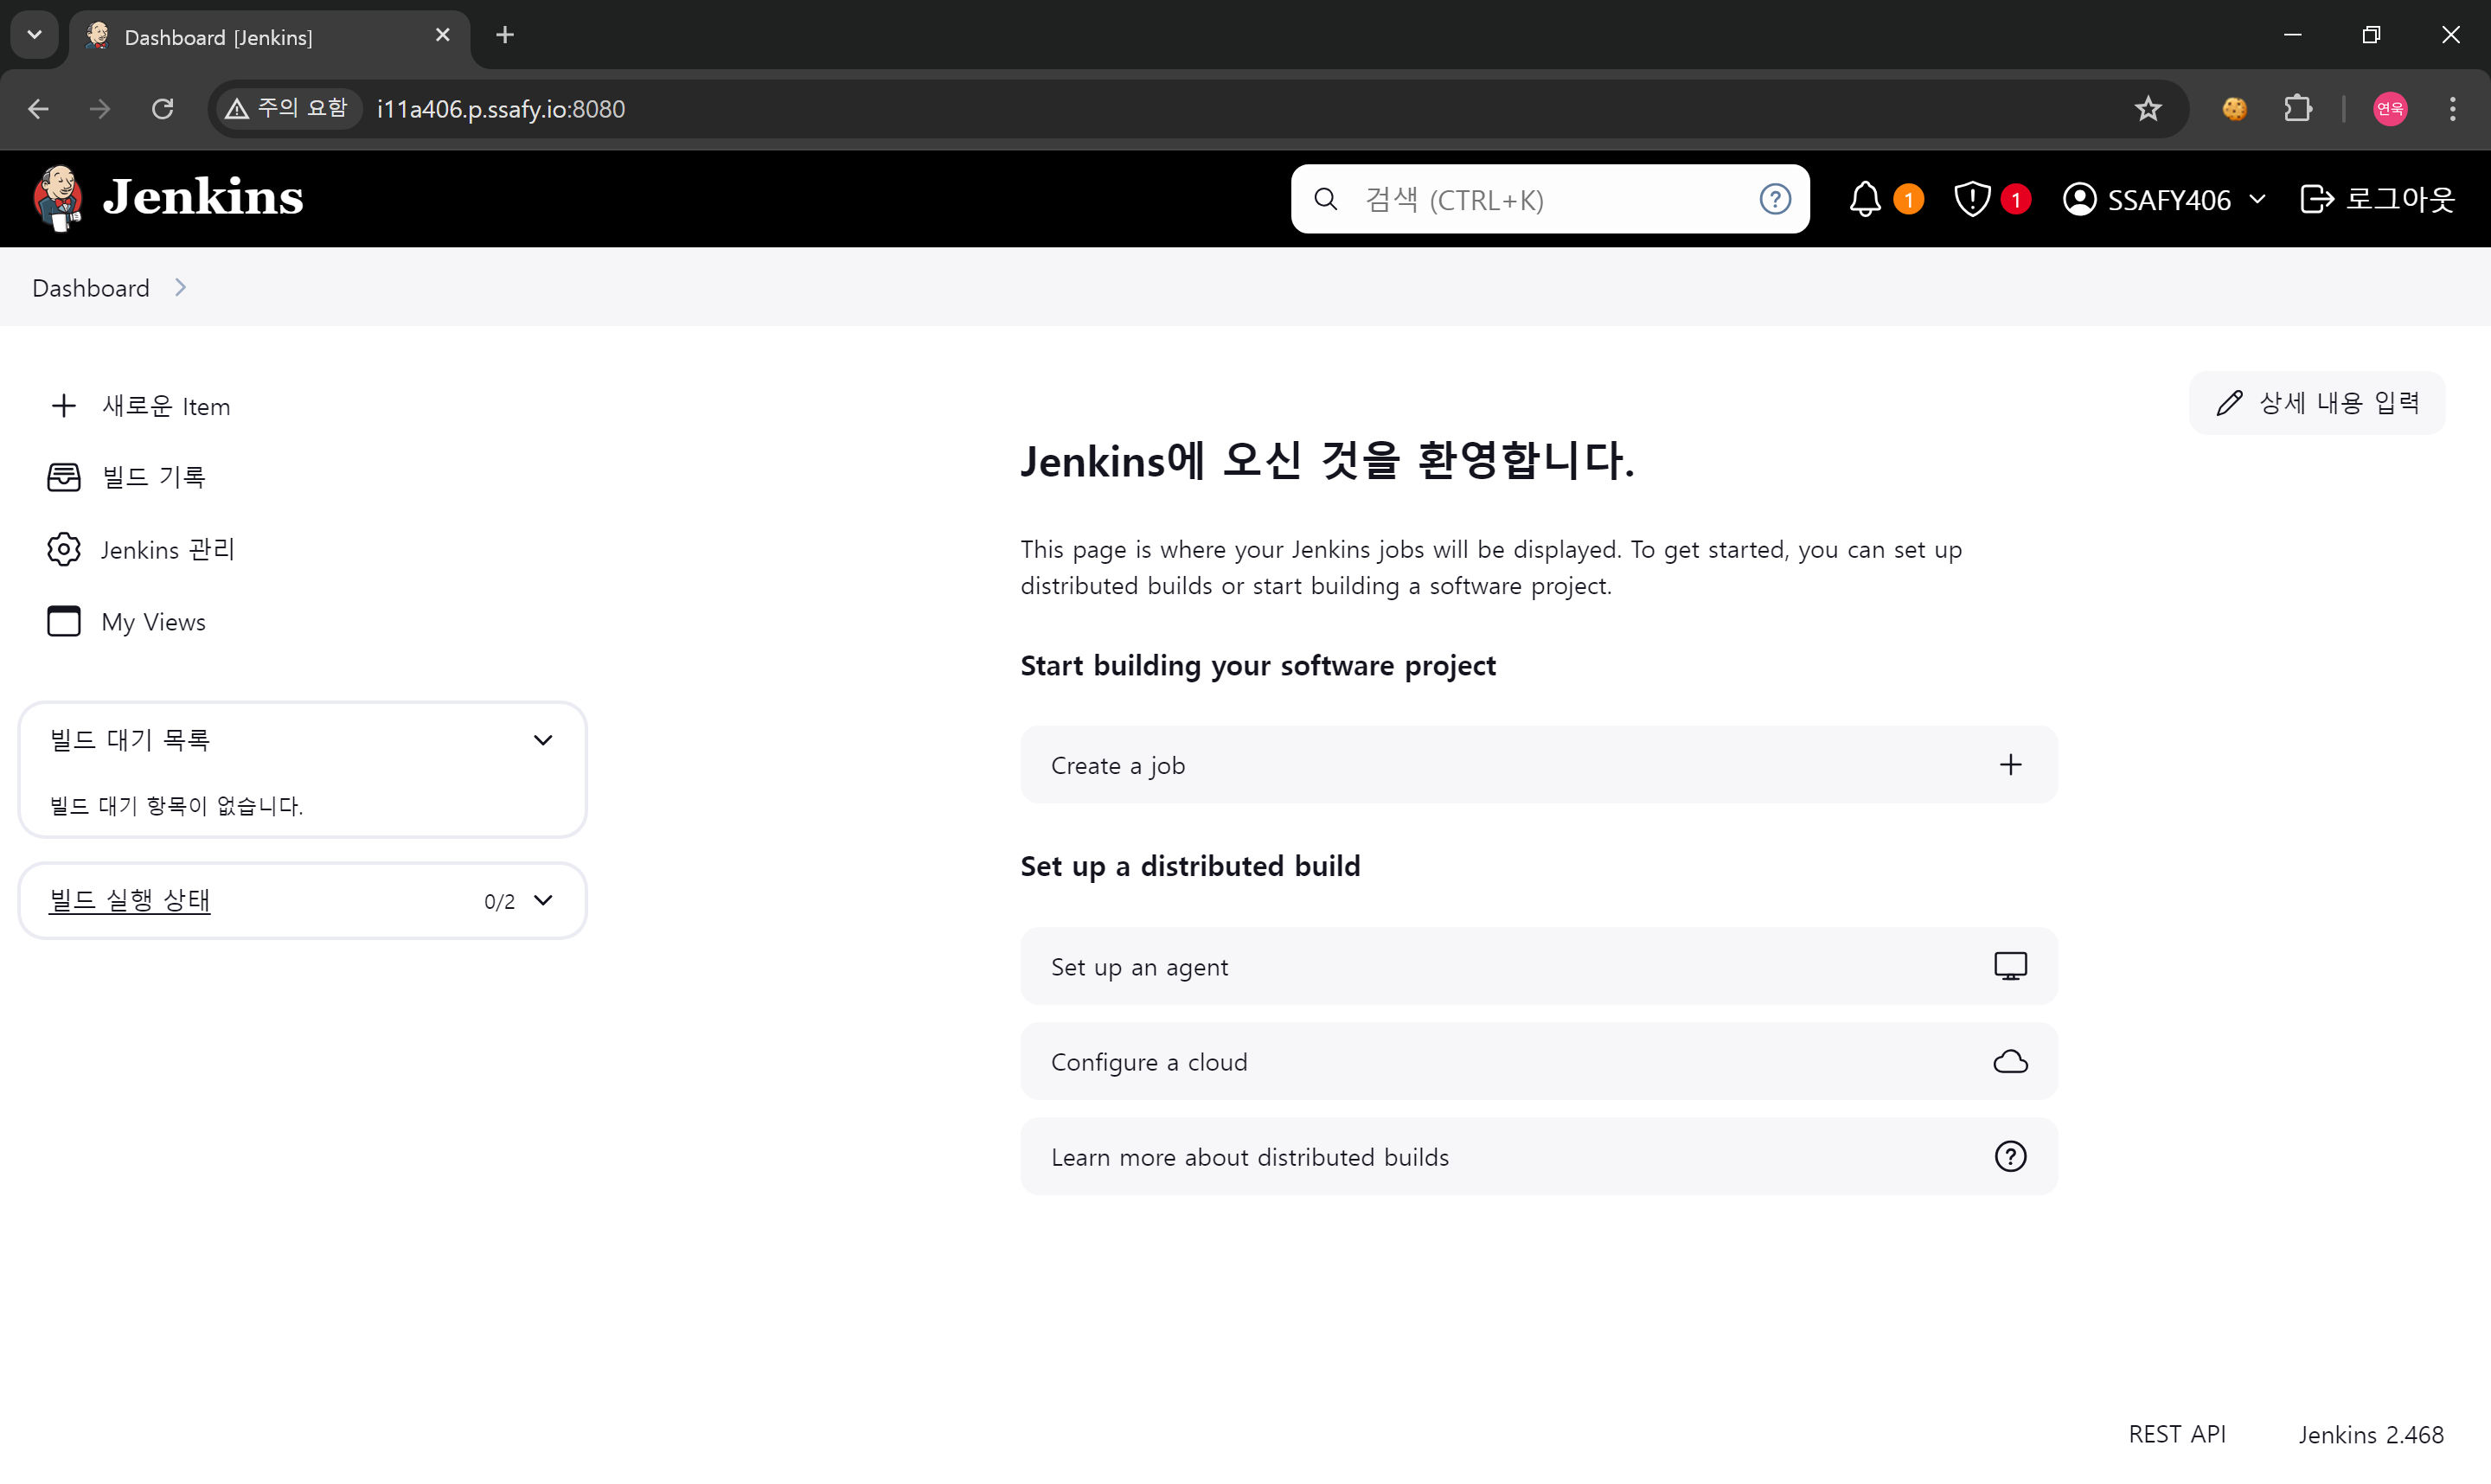 Dashboard [Jenkins]
주의 요함 i11a406.p.ssafy.io:8080
연욱
Jenkins
검색 (CTRL+K)
1
1
SSAFY406
로그아웃
Dashboard
새로운 Item
빌드 기록
Jenkins 관리
My Views
빌드 대기 목록
빌드 대기 항목이 없습니다.
빌드 실행 상태 0/2
상세 내용 입력
Jenkins에 오신 것을 환영합니다.
This page is where your Jenkins jobs will be displayed. To get started, you can set up
distributed builds or start building a software project.
Start building your software project
Create a job
Set up a distributed build
Set up an agent
Configure a cloud
Learn more about distributed builds
REST API
Jenkins 2.468